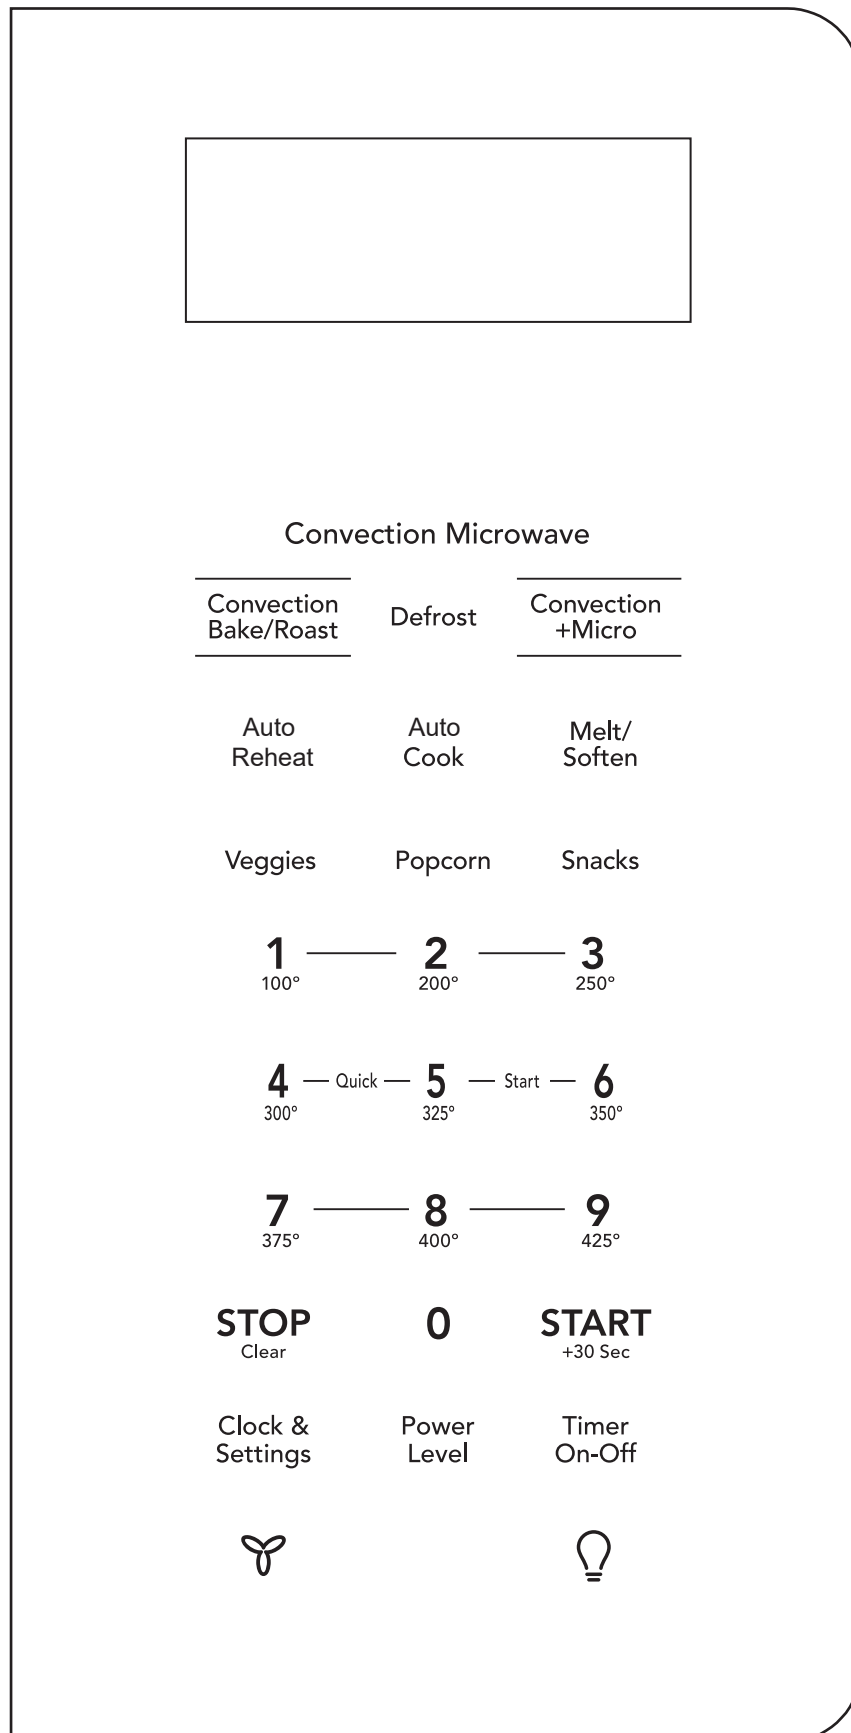 Convection Microwave
Convection
Bake/Roast
Defrost
Convection
+Micro
Auto
Reheat
Auto
Cook
Melt/
Soften
Veggies
Popcorn
Snacks
1 2 3
100° 200° 250°
4 Quick 5 Start 6
300° 325° 350°
7 8 9
375° 400° 425°
STOP
Clear
0
START
+30 Sec
Clock &
Settings
Power
Level
Timer
On-Off